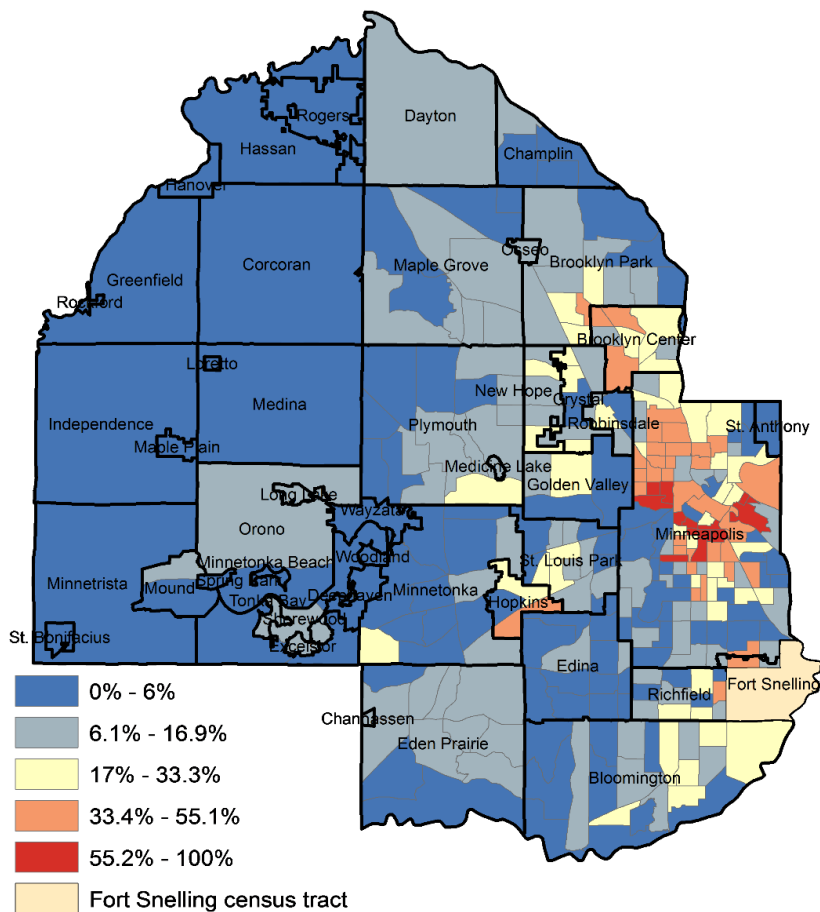 Rogers
Dayton
Hassan
Champlin
Hanover
Osseo
Corcoran
Maple Grove
Brooklyn Park
Greenfield
Rockford
Brooklyn Center
Loretto
New Hope
Crystal
Independence
Medina
Plymouth
Robbinsdale
St. Anthony
Maple Plain
Medicine Lake
Golden Valley
Long Lake
Wayzata
Orono
Minneapolis
Woodland
St. Louis Park
Minnetonka Beach
Minnetrista
Mound
Spring Park
Minnetonka
Tonka Bay
Deephaven
Hopkins
Shorewood
St. Bonifacius
Excelsior
Edina
Richfield
Fort Snelling
0% - 6%
Chanhassen
6.1% - 16.9%
Eden Prairie
17% - 33.3%
Bloomington
33.4% - 55.1%
55.2% - 100%
Fort Snelling census tract